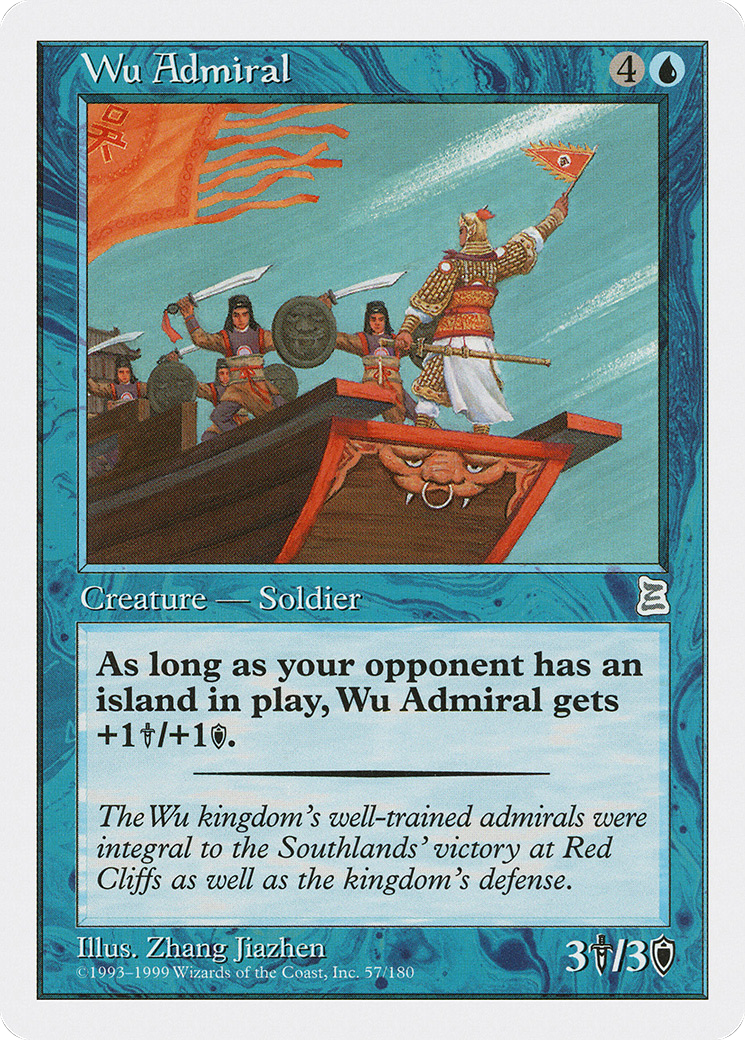 Wu Admiral 4
吴
Creature — Soldier
As long as your opponent has an
island in play, Wu Admiral gets
+1/+1.
The Wu kingdom's well-trained admirals were
integral to the Southlands' victory at Red
Cliffs as well as the kingdom's defense.
Illus. Zhang Jiazhen
©1993–1999 Wizards of the Coast, Inc. 57/180
3/3